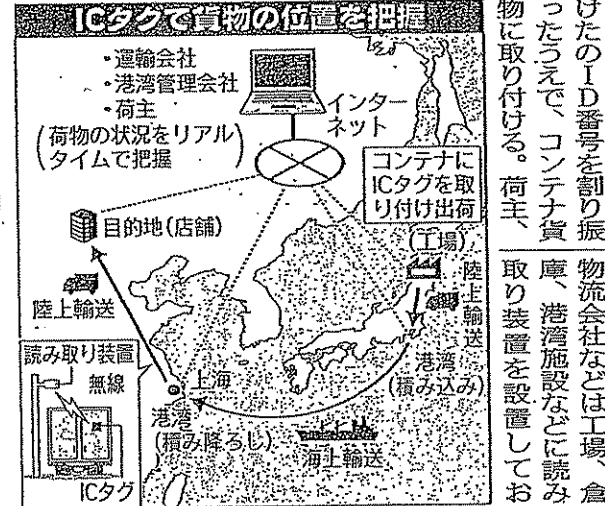 ICタグで貨物の位置を把握
・運輸会社
・港湾管理会社
・荷主
(荷物の状況をリアル
タイムで把握)
インター
ネット
コンテナに
ICタグを取
り付け出荷
目的地(店舗)
(工場)
陸上輸送
陸上輸送
読み取り装置
無線
ICタグ
上海
港湾
(積み降ろし)
海上輸送
港湾
(積み込み)
けたのID番号を割り振
ったうえで、コンテナ貨
物に取り付ける。荷主、
物流会社などは工場、倉
庫、港湾施設などに読み
取り装置を設置してお